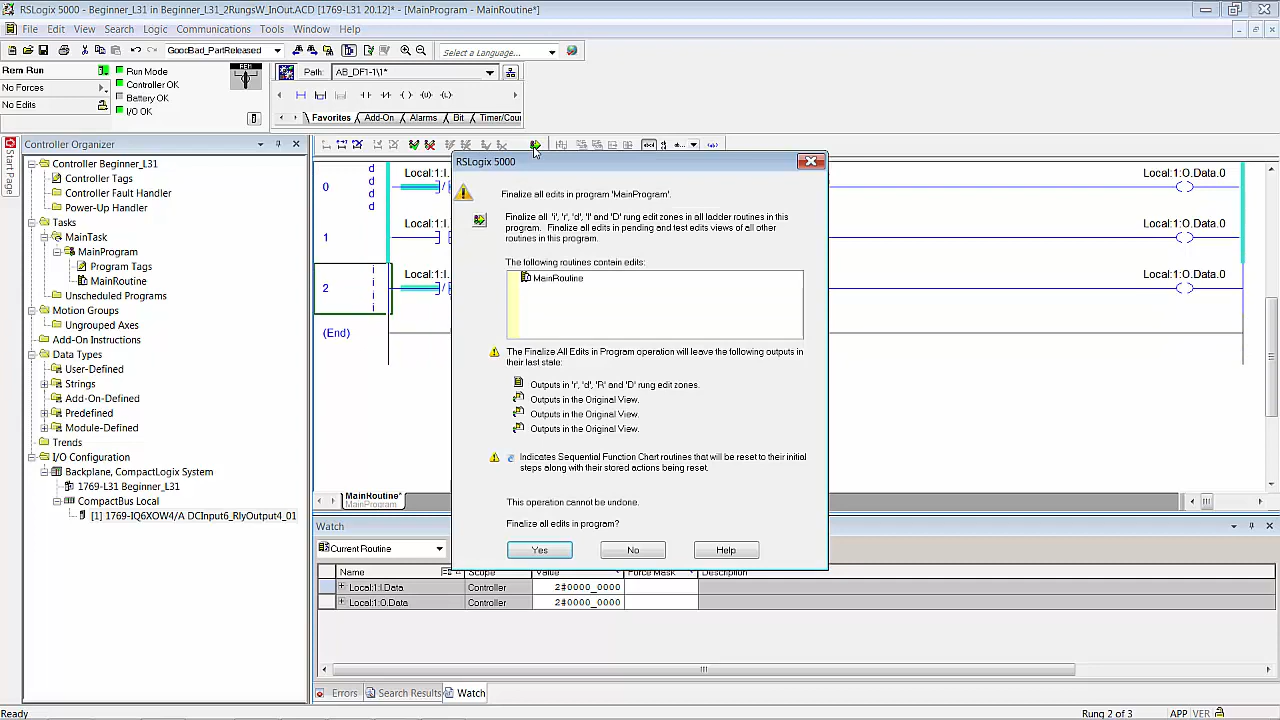 RSLogix 5000 - Beginner_L31 in Beginner_L31_2RungsW_InOut.ACD [1769-L31 20.12]* - [MainProgram - MainRoutine*]
File Edit View Search Logic Communications Tools Window Help
GoodBad_PartReleased
Select a Language...
Rem Run
No Forces
No Edits
Run Mode
Controller OK
Battery OK
I/O OK
REM
Path: AB_DF1-1\1*
Favorites Add-On Alarms Bit Timer/Cou
Start Page
Controller Organizer
Controller Beginner_L31
Controller Tags
Controller Fault Handler
Power-Up Handler
Tasks
MainTask
MainProgram
Program Tags
MainRoutine
Unscheduled Programs
Motion Groups
Ungrouped Axes
Add-On Instructions
Data Types
User-Defined
Strings
Add-On-Defined
Predefined
Module-Defined
Trends
I/O Configuration
Backplane, CompactLogix System
1769-L31 Beginner_L31
CompactBus Local
[1] 1769-IQ6XOW4/A DCInput6_RlyOutput4_01
0
d
d
d
d
Local:1:I.
Local:1:O.Data.0
1
Local:1:I.
Local:1:O.Data.0
2
i
i
i
i
Local:1:I.
Local:1:O.Data.0
(End)
RSLogix 5000
Finalize all edits in program 'MainProgram'.
Finalize all 'i', 'r', 'd', 'I' and 'D' rung edit zones in all ladder routines in this
program. Finalize all edits in pending and test edits views of all other
routines in this program.
The following routines contain edits:
MainRoutine
The Finalize All Edits in Program operation will leave the following outputs in
their last state:
Outputs in 'r', 'd', 'R' and 'D' rung edit zones.
Outputs in the Original View.
Outputs in the Original View.
Outputs in the Original View.
Indicates Sequential Function Chart routines that will be reset to their initial
steps along with their stored actions being reset.
This operation cannot be undone.
Finalize all edits in program?
Yes No Help
MainRoutine*
MainProgram
Watch
Current Routine
Name Scope Value Force Mask Description
Local:1:I.Data Controller 2#0000_0000
Local:1:O.Data Controller 2#0000_0000
Errors Search Results Watch
Ready
Rung 2 of 3 APP VER